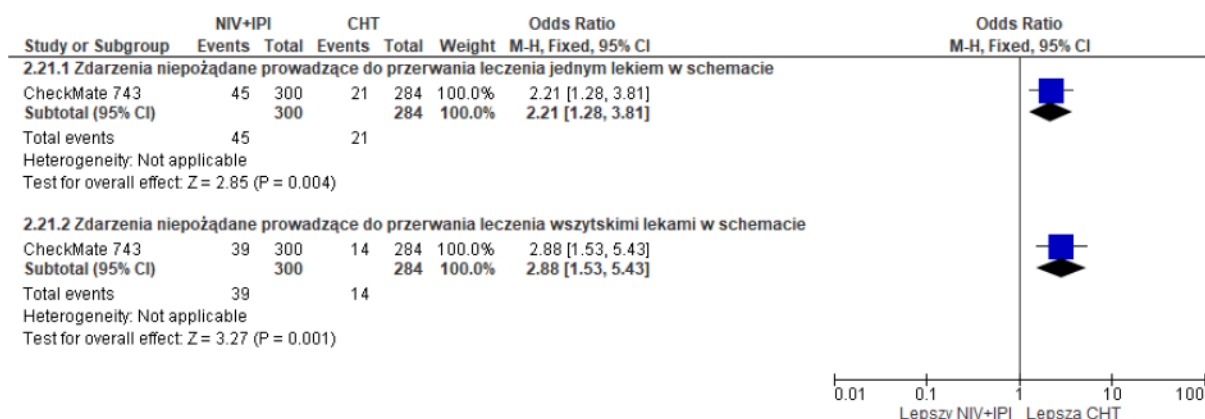 NIV+IPI CHT Odds Ratio Odds Ratio
Study or Subgroup Events Total Events Total Weight M-H, Fixed, 95% CI M-H, Fixed, 95% CI
2.21.1 Zdarzenia niepożądane prowadzące do przerwania leczenia jednym lekiem w schemacie
CheckMate 743 45 300 21 284 100.0% 2.21 [1.28, 3.81]
Subtotal (95% CI) 300 284 100.0% 2.21 [1.28, 3.81]
Total events 45 21
Heterogeneity: Not applicable
Test for overall effect: Z = 2.85 (P = 0.004)
2.21.2 Zdarzenia niepożądane prowadzące do przerwania leczenia wszytskimi lekami w schemacie
CheckMate 743 39 300 14 284 100.0% 2.88 [1.53, 5.43]
Subtotal (95% CI) 300 284 100.0% 2.88 [1.53, 5.43]
Total events 39 14
Heterogeneity: Not applicable
Test for overall effect: Z = 3.27 (P = 0.001)
0.01 0.1 1 10 100
Lepszy NIV+IPI Lepsza CHT